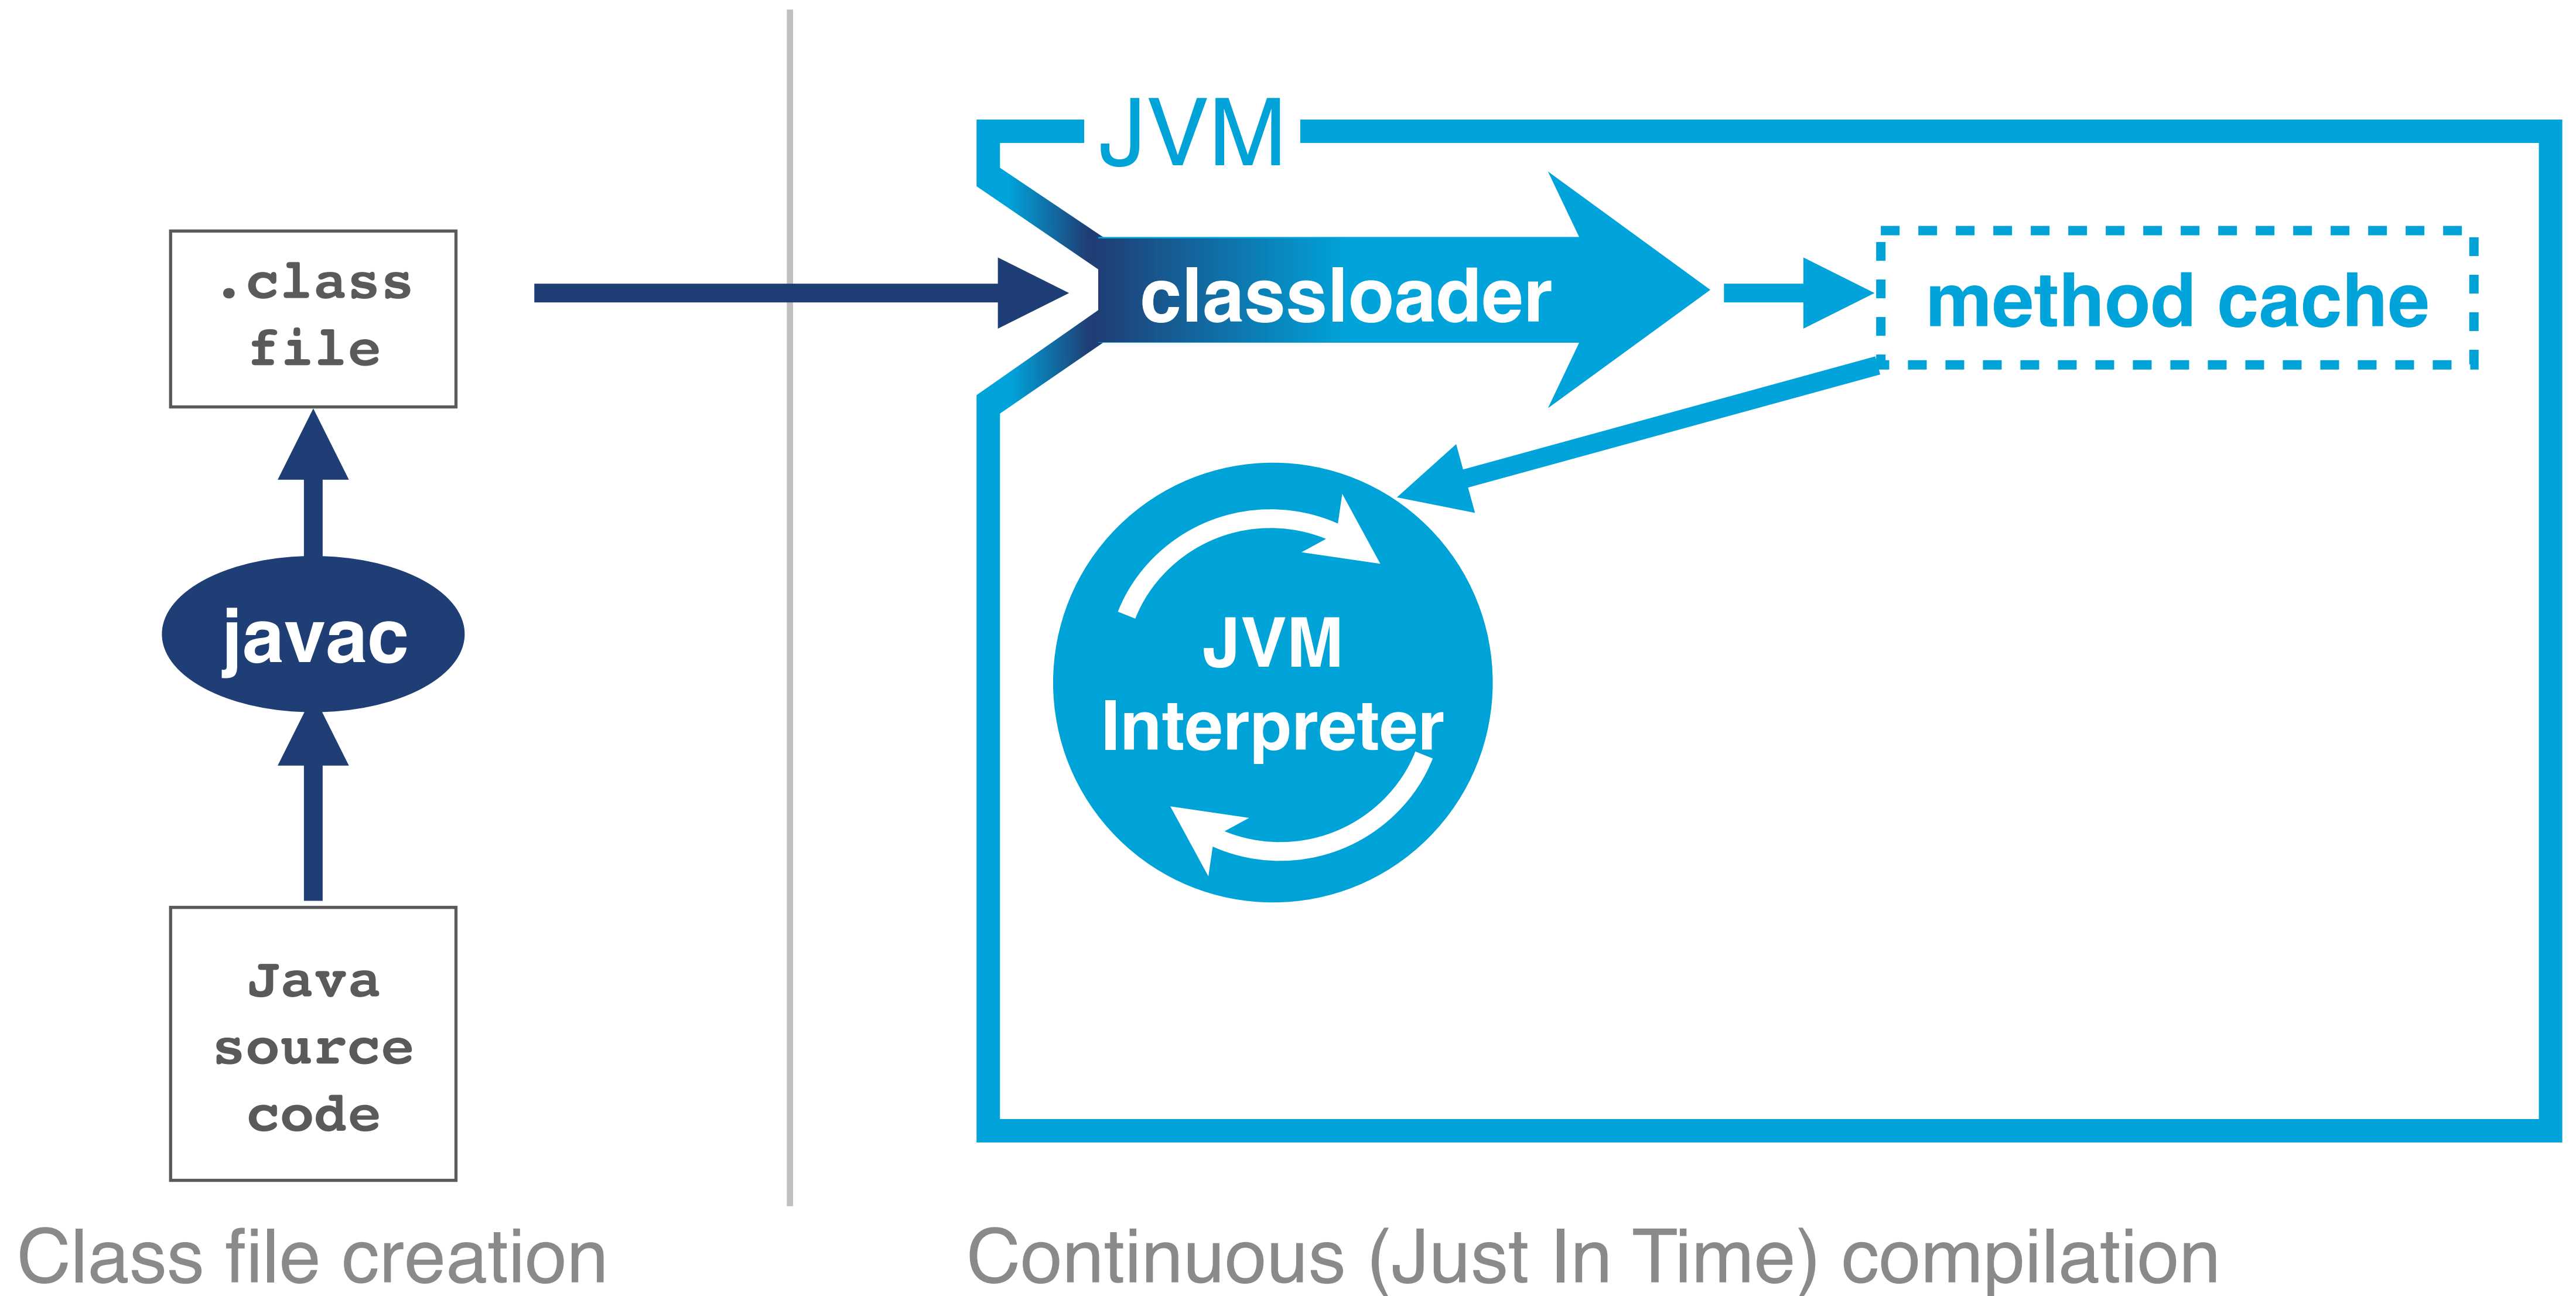 JVM
.class
file
classloader
method cache
javac
JVM
Interpreter
Java
source
code
Class file creation
Continuous (Just In Time) compilation